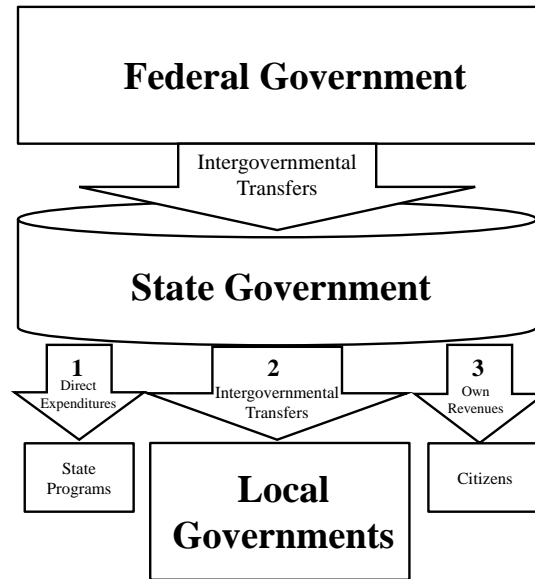 Federal Government
Intergovernmental
Transfers
State Government
1
Direct
Expenditures
2
Intergovernmental
Transfers
3
Own
Revenues
State
Programs
Local
Governments
Citizens